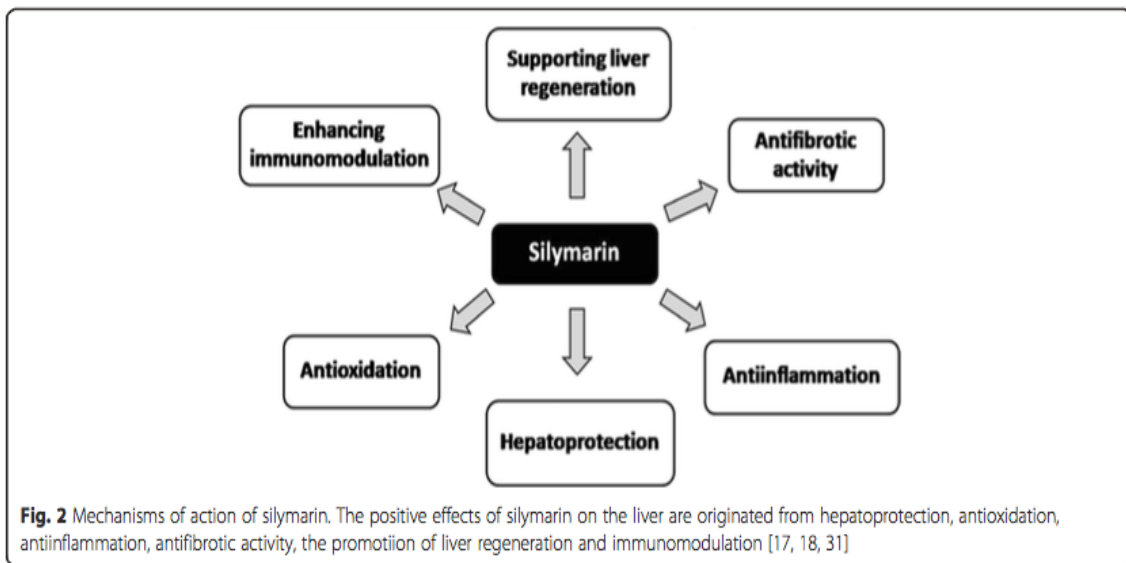 Supporting liver
regeneration
Enhancing
immunomodulation
Antifibrotic
activity
Silymarin
Antioxidation
Antiinflammation
Hepatoprotection
Fig. 2 Mechanisms of action of silymarin. The positive effects of silymarin on the liver are originated from hepatoprotection, antioxidation,
antiinflammation, antifibrotic activity, the promotiion of liver regeneration and immunomodulation [17, 18, 31]